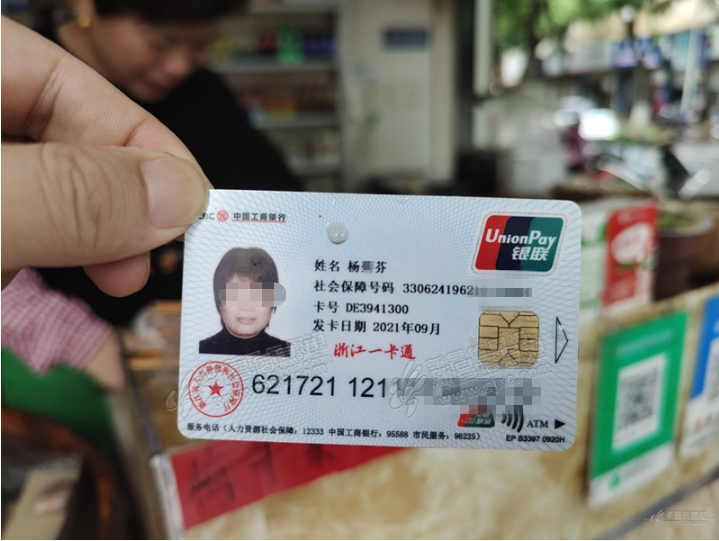 ICBC 中国工商银行
UnionPay
银联
姓名 杨 芬
社会保障号码 33062419621
卡号 DE3941300
发卡日期 2021年09月
浙江一卡通
621721 121
ATM
服务电话(人力资源社会保障:12333 中国工商银行:95588 市民服务:96225)
EP B3397 0920H